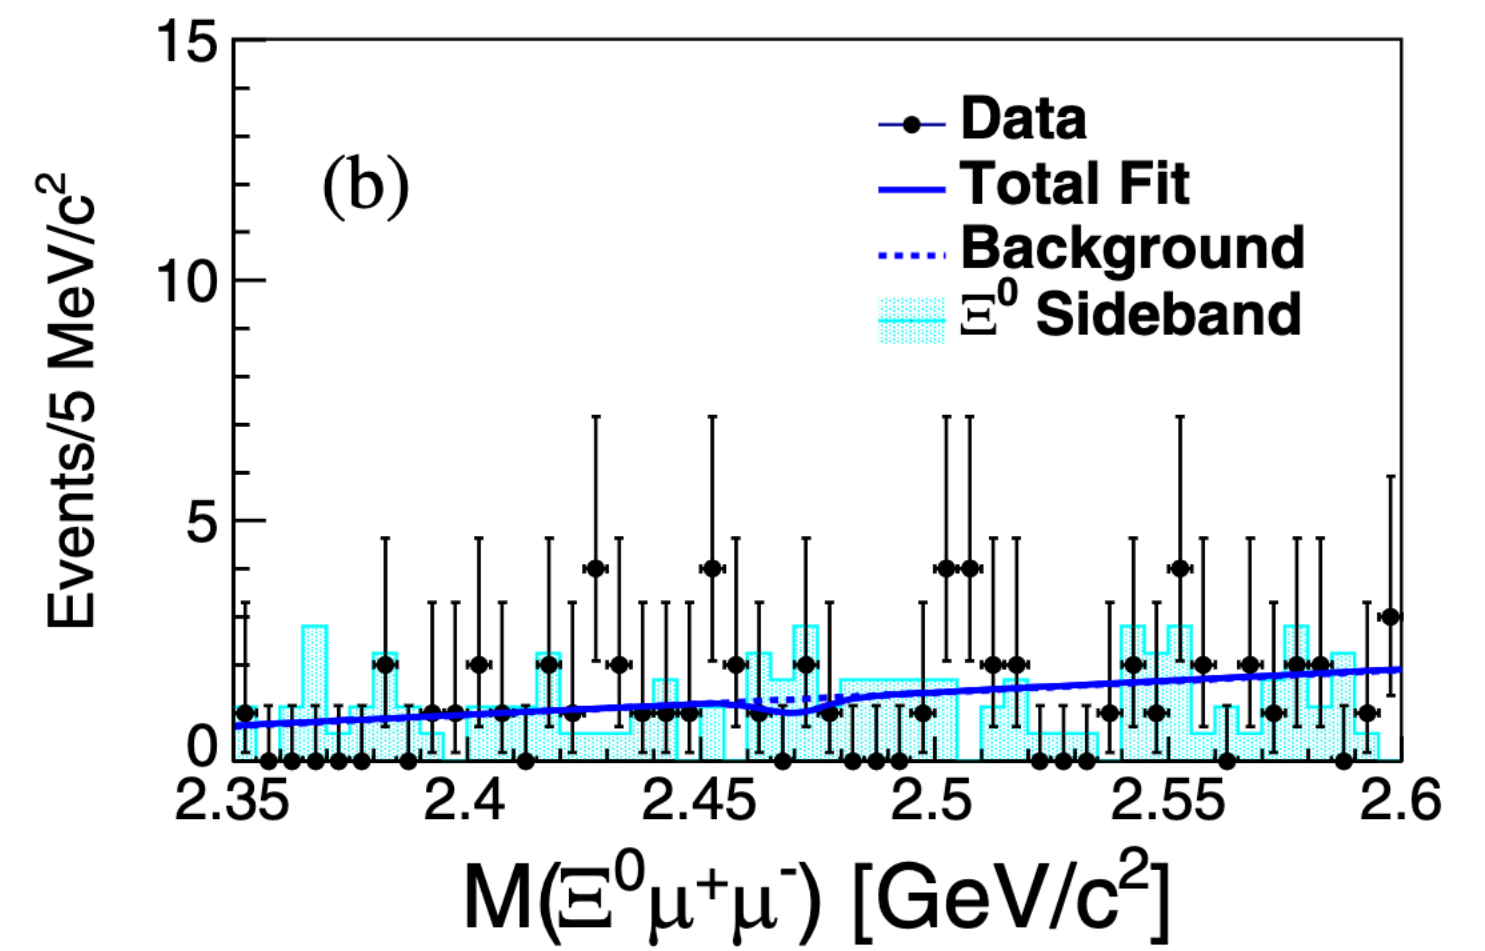 15
10
5
0
Events/5 MeV/c²
(b)
Data
Total Fit
Background
Ξ⁰ Sideband
2.35 2.4 2.45 2.5 2.55 2.6
M(Ξ⁰μ⁺μ⁻) [GeV/c²]